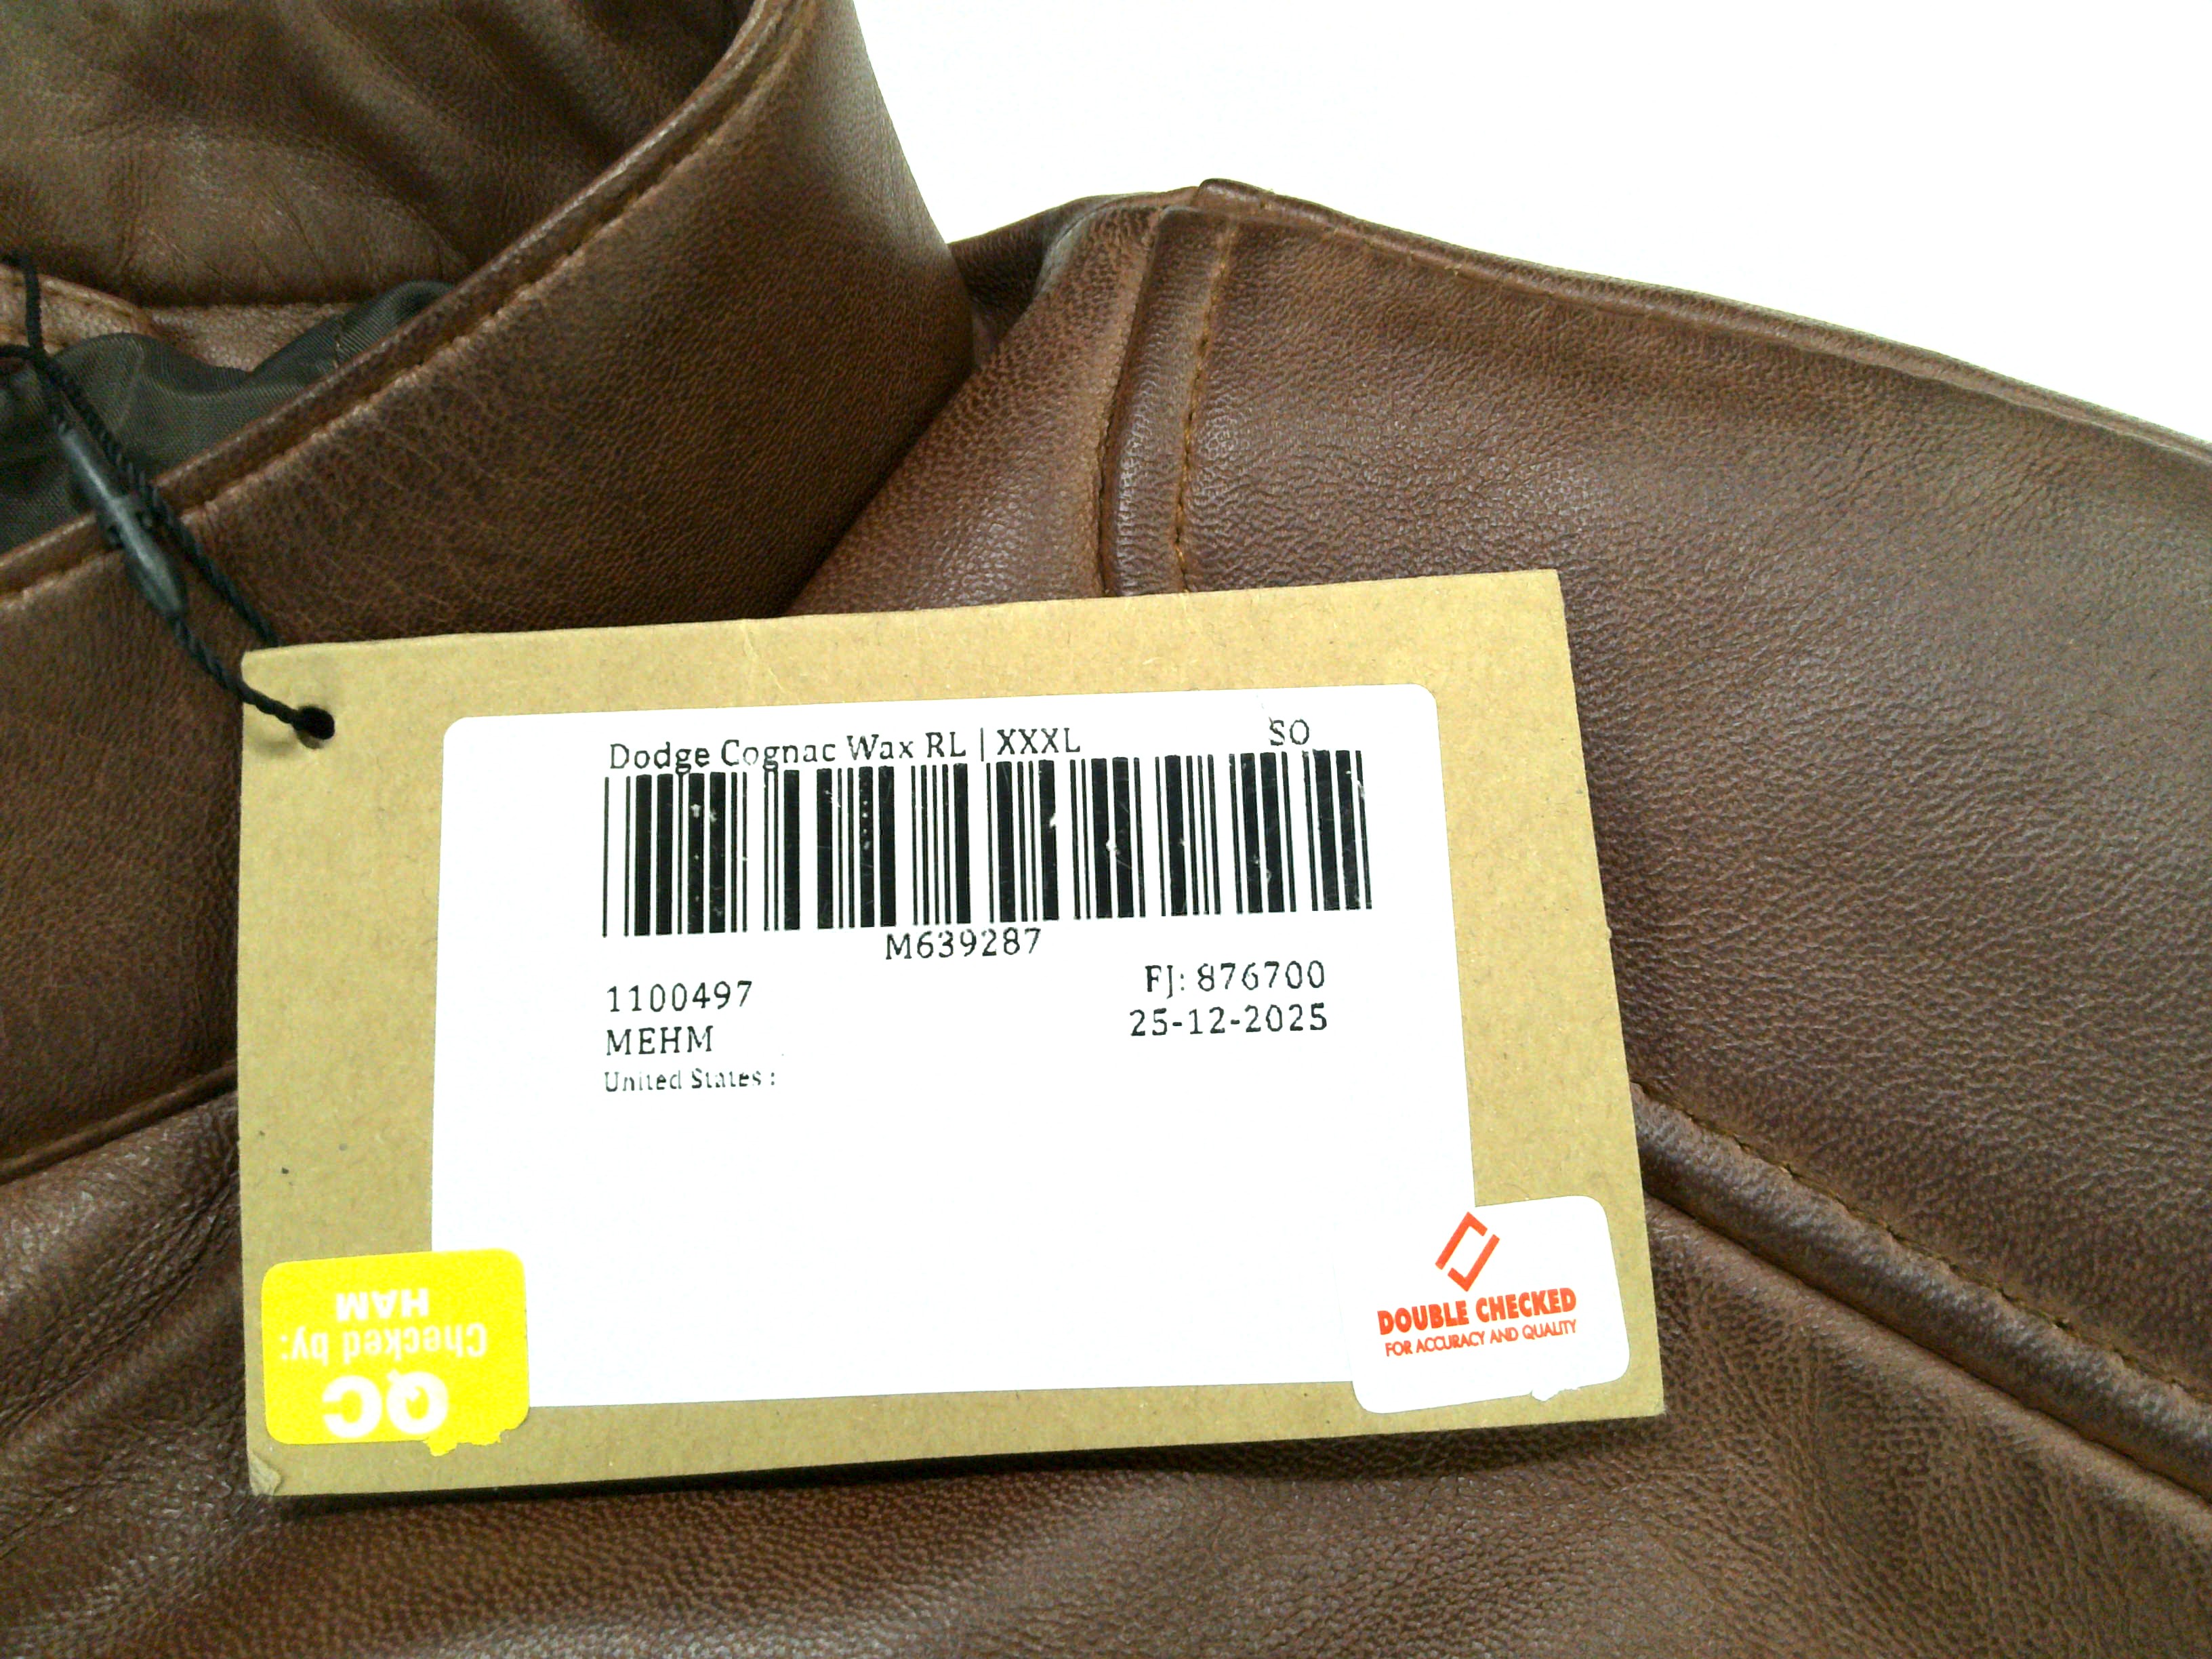 Dodge Cognac Wax RL | XXXL SO
M639287
1100497 FJ: 876700
MEHM 25-12-2025
United States :
QC
Checked by:
HAM
DOUBLE CHECKED
FOR ACCURACY AND QUALITY